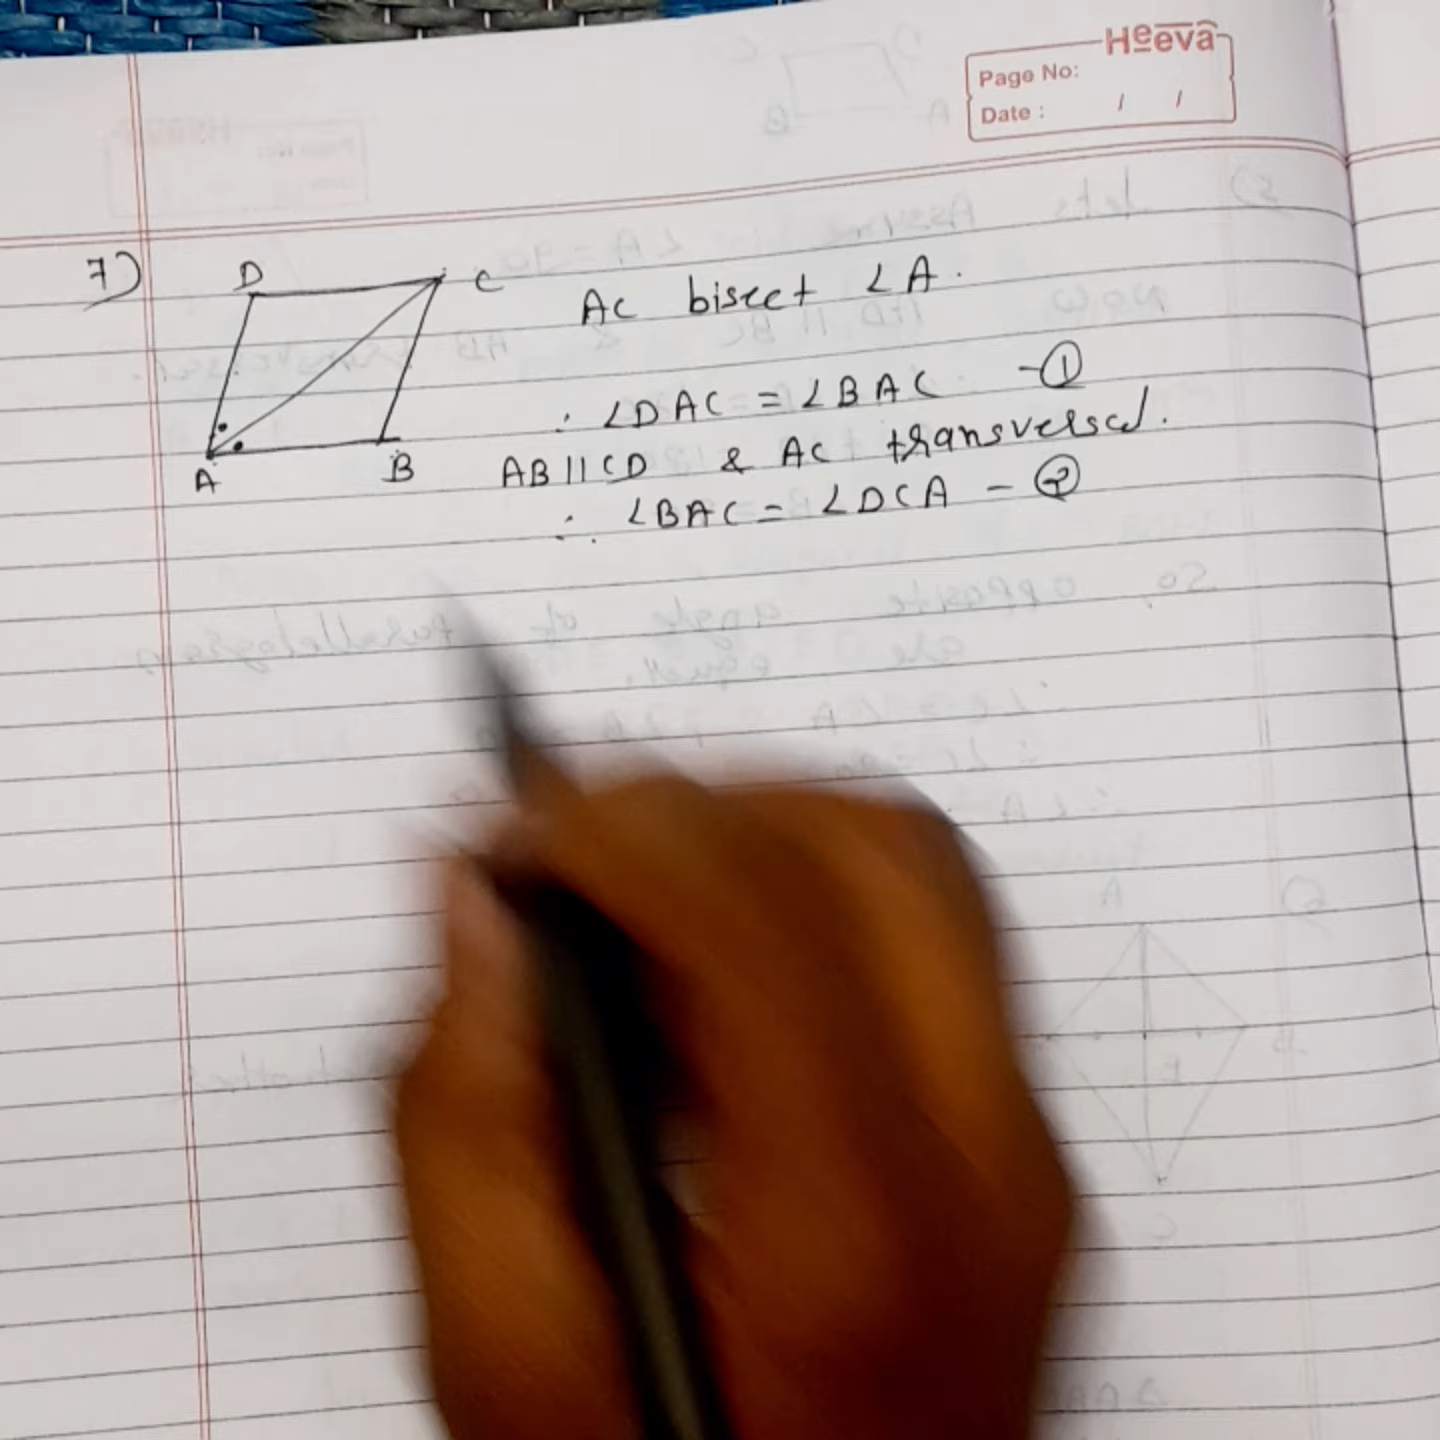 Heeva
Page No:
Date : / /
7)
D C
A B
AC bisect ∠A.
∴ ∠DAC = ∠BAC -①
AB || CD & AC transversal.
∴ ∠BAC = ∠DCA - ②